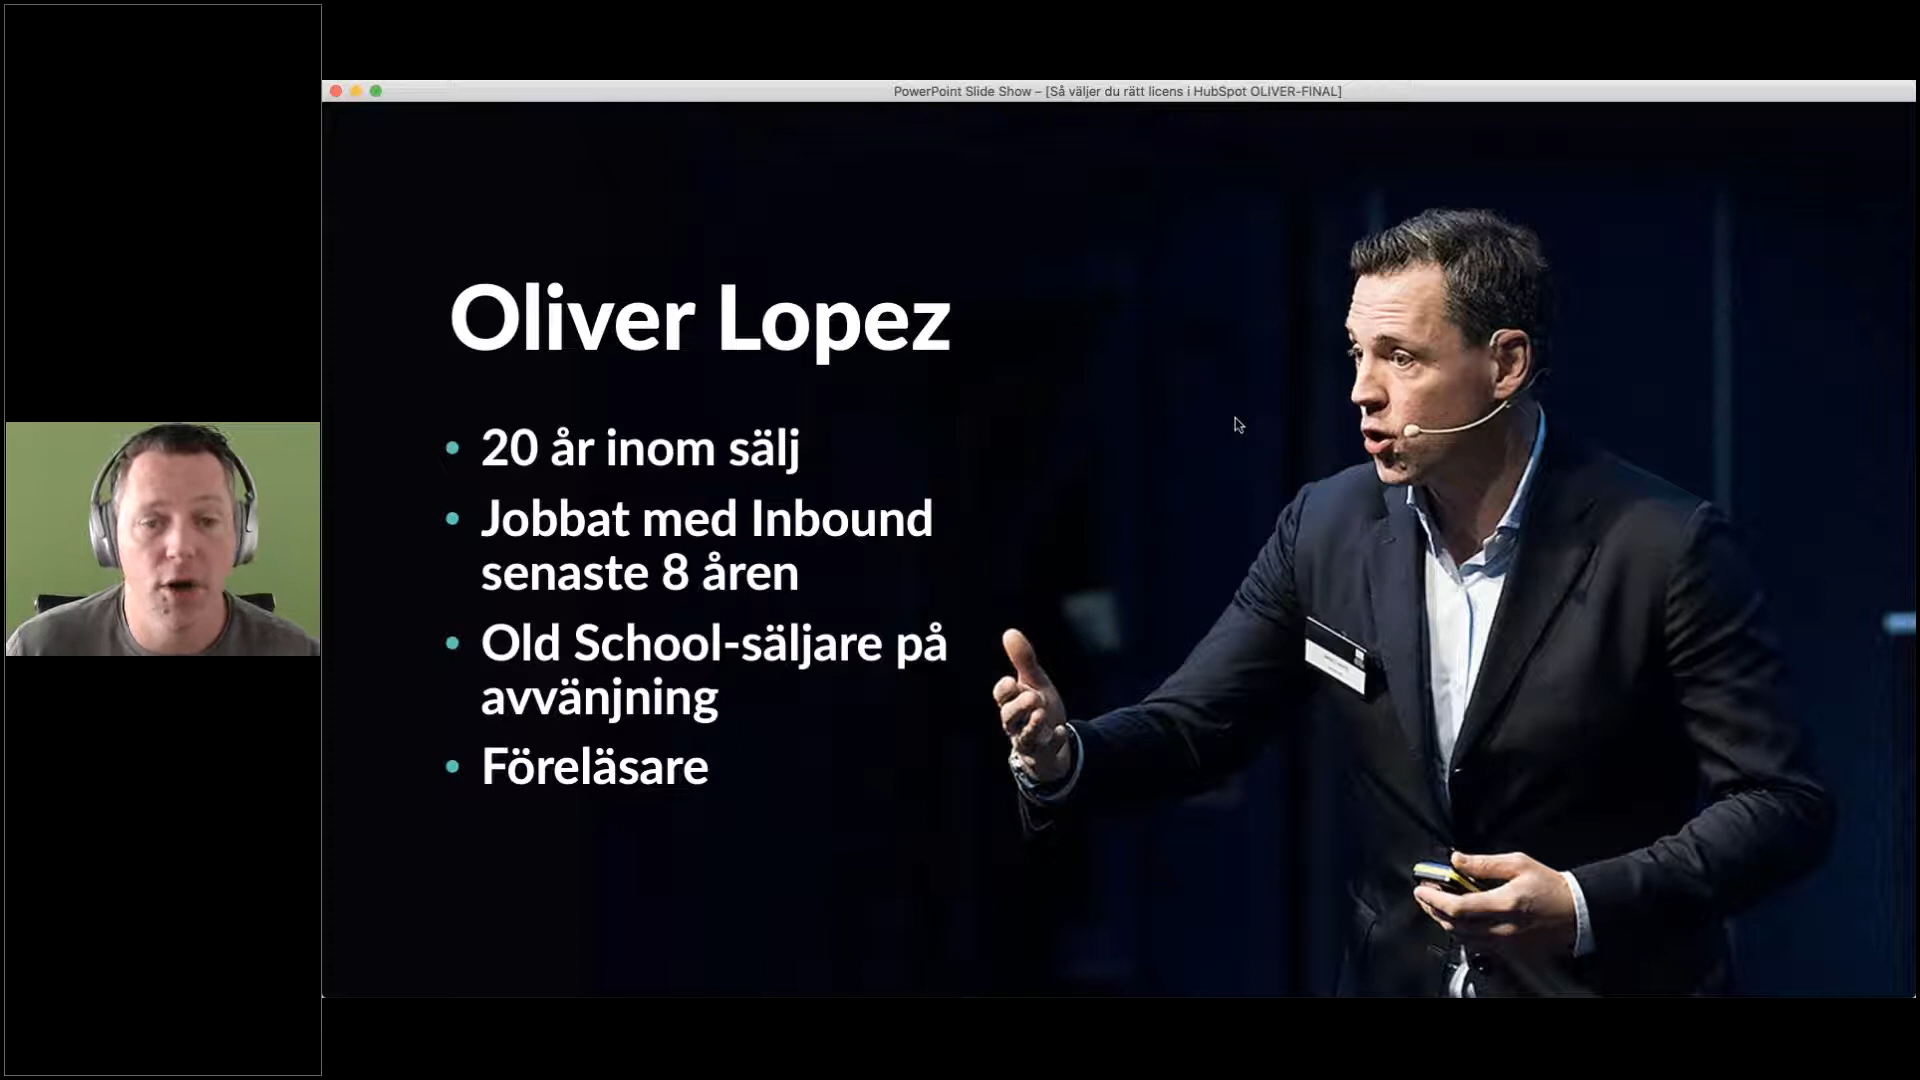 PowerPoint Slide Show – [Så väljer du rätt licens i HubSpot OLIVER-FINAL]
Oliver Lopez
• 20 år inom sälj
• Jobbat med Inbound
senaste 8 åren
• Old School-säljare på
avvänjning
• Föreläsare